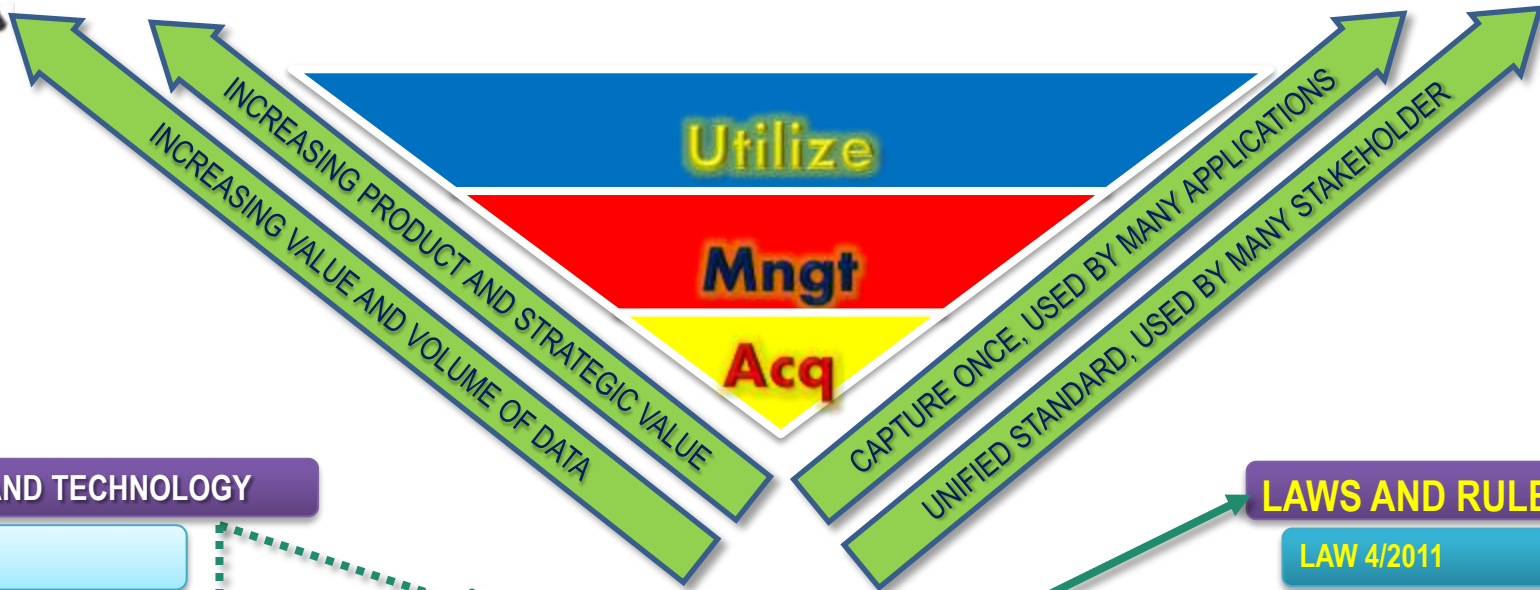 Utilize
Mngt
Acq
INCREASING VALUE AND VOLUME OF DATA
INCREASING PRODUCT AND STRATEGIC VALUE
CAPTURE ONCE, USED BY MANY APPLICATIONS
UNIFIED STANDARD, USED BY MANY STAKEHOLDER
AND TECHNOLOGY
LAWS AND RULE
LAW 4/2011